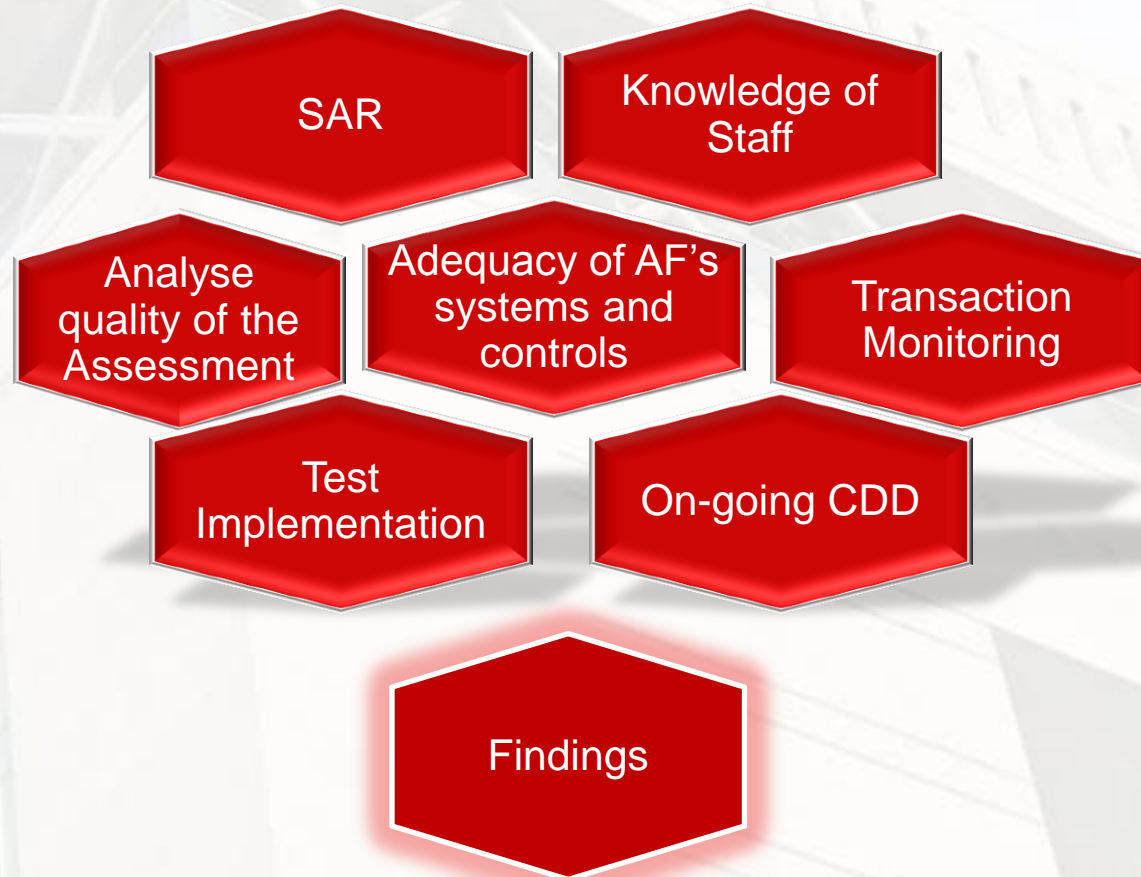 SAR
Knowledge of
Staff
Analyse
quality of the
Assessment
Adequacy of AF’s
systems and
controls
Transaction
Monitoring
Test
Implementation
On-going CDD
Findings